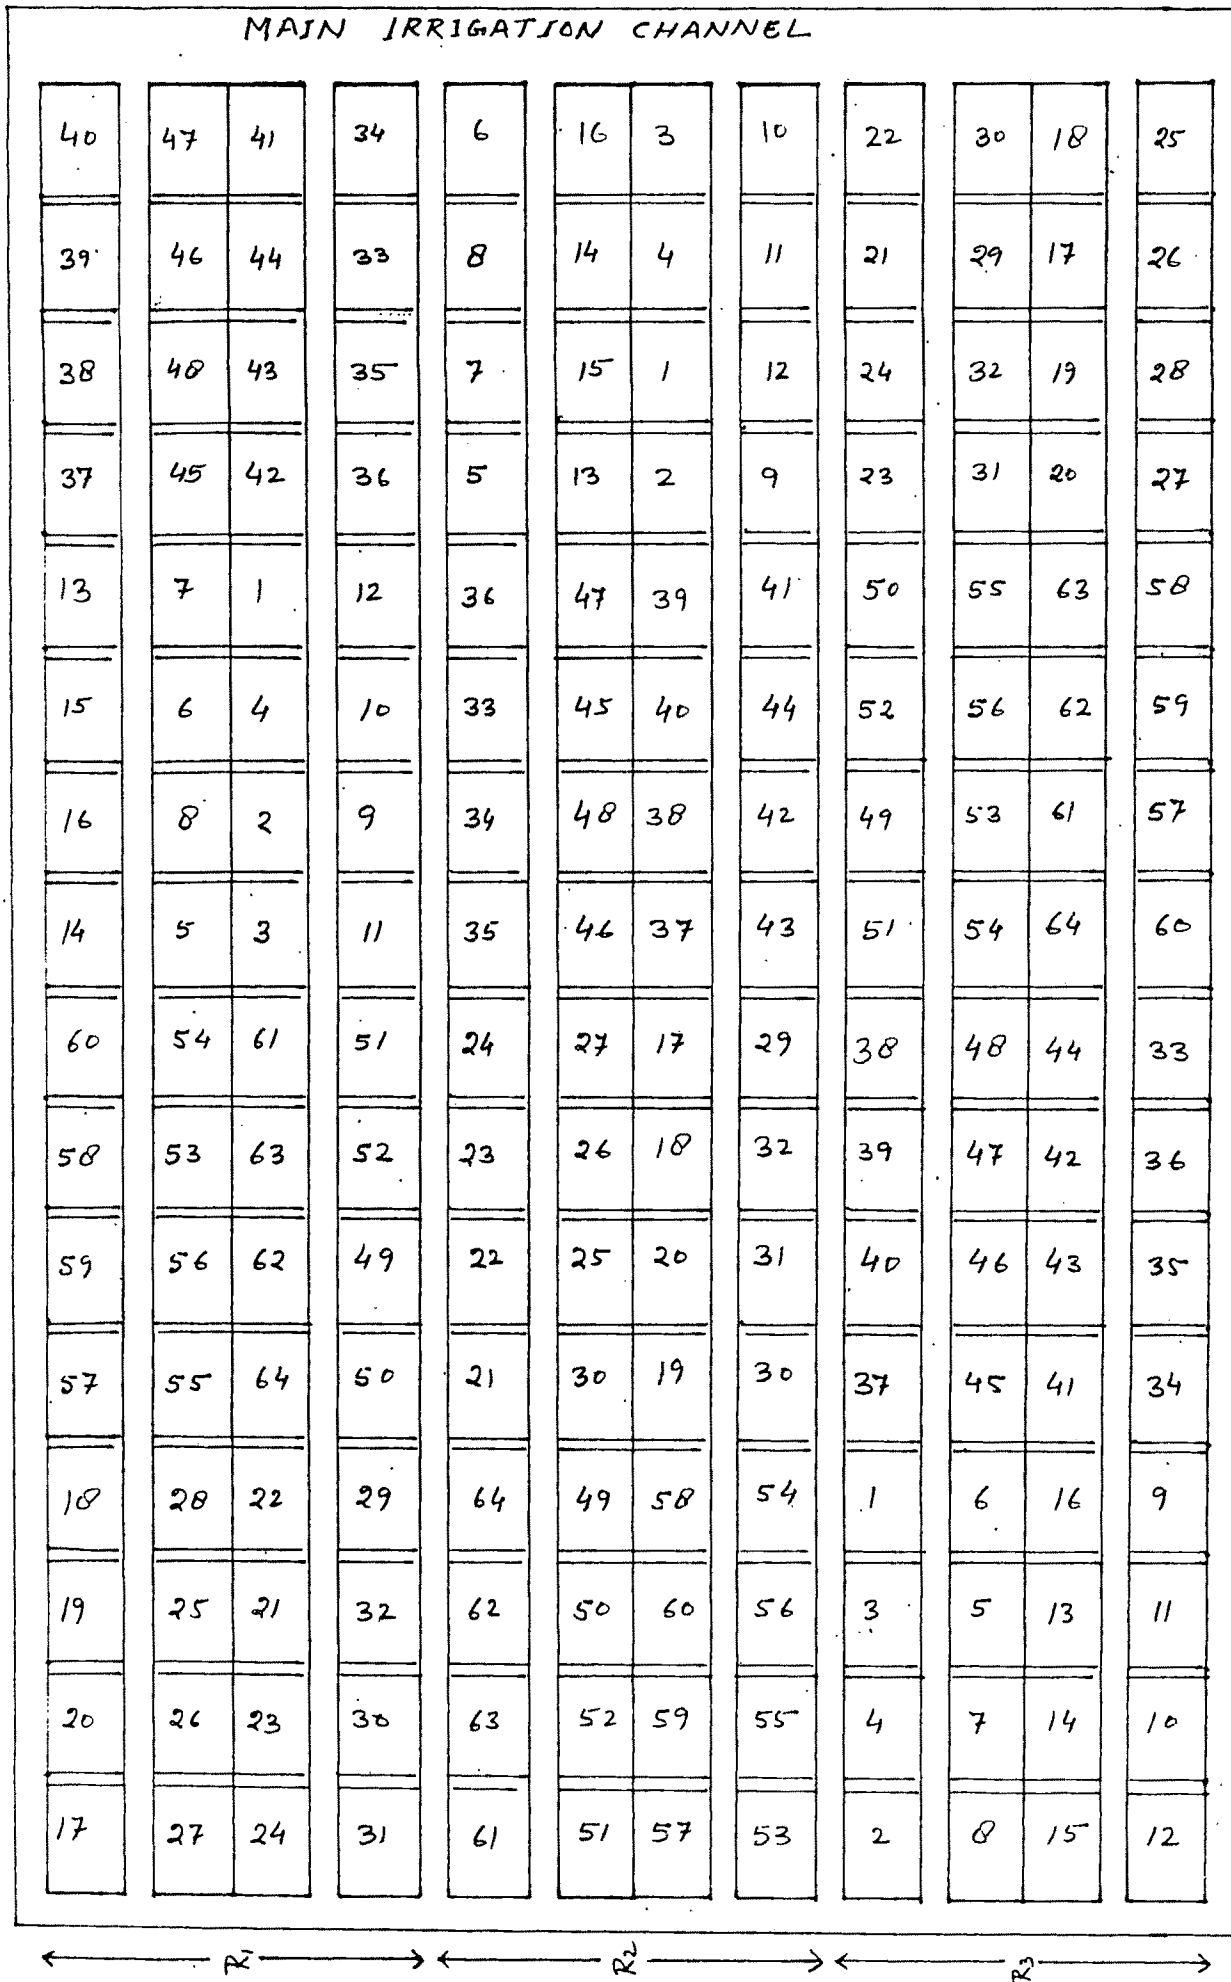 MAIN IRRIGATION CHANNEL
40 47 41 34 6 16 3 10 22 30 18 25
39 46 44 33 8 14 4 11 21 29 17 26
38 48 43 35 7 15 1 12 24 32 19 28
37 45 42 36 5 13 2 9 23 31 20 27
13 7 1 12 36 47 39 41 50 55 63 58
15 6 4 10 33 45 40 44 52 56 62 59
16 8 2 9 34 48 38 42 49 53 61 57
14 5 3 11 35 46 37 43 51 54 64 60
60 54 61 51 24 27 17 29 38 48 44 33
58 53 63 52 23 26 18 32 39 47 42 36
59 56 62 49 22 25 20 31 40 46 43 35
57 55 64 50 21 30 19 30 37 45 41 34
18 28 22 29 64 49 58 54 1 6 16 9
19 25 21 32 62 50 60 56 3 5 13 11
20 26 23 30 63 52 59 55 4 7 14 10
17 27 24 31 61 51 57 53 2 8 15 12
R1 R2 R3